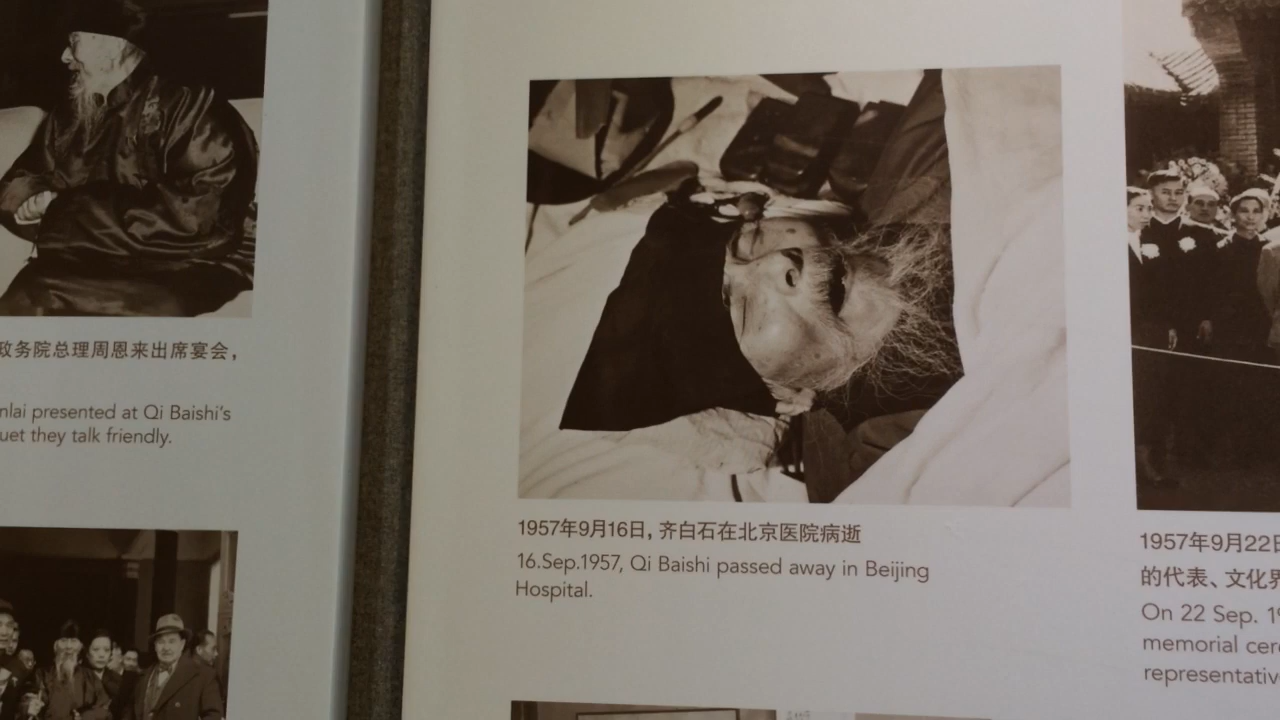 政务院总理周恩来出席宴会，
nlai presented at Qi Baishi's
uet they talk friendly.
1957年9月16日，齐白石在北京医院病逝
16.Sep.1957, Qi Baishi passed away in Beijing
Hospital.
1957年9月22日
的代表、文化界
On 22 Sep. 19
memorial cere
representativ